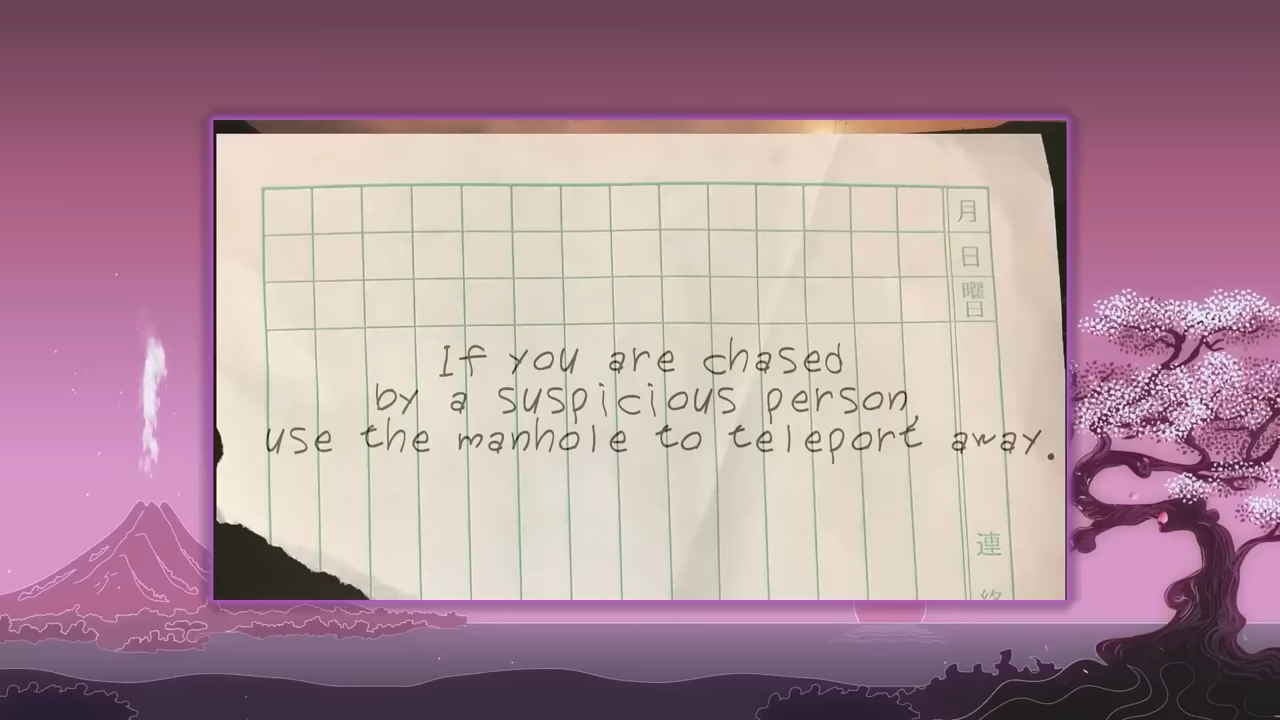 月
日
曜日
If you are chased
by a suspicious person,
use the manhole to teleport away.
連